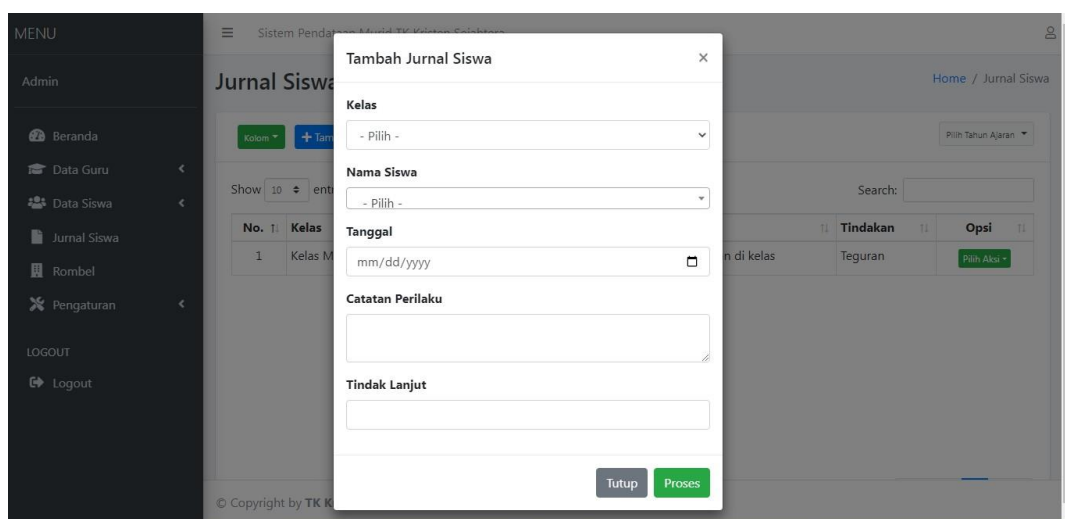 MENU
Admin
Beranda
Data Guru
Data Siswa
Jurnal Siswa
Rombel
Pengaturan
LOGOUT
Logout
Sistem Pendataan Murid TK Kristen Sejahtera
Jurnal Siswa
Home / Jurnal Siswa
Kolom
Pilih Tahun Ajaran
Show 10
Search:
No. Kelas Tindakan Opsi
1 Kelas di kelas Teguran Pilih Aksi
© Copyright by TK
Tambah Jurnal Siswa ×
Kelas
- Pilih -
Nama Siswa
- Pilih -
Tanggal
mm/dd/yyyy
Catatan Perilaku
Tindak Lanjut
Tutup Proses